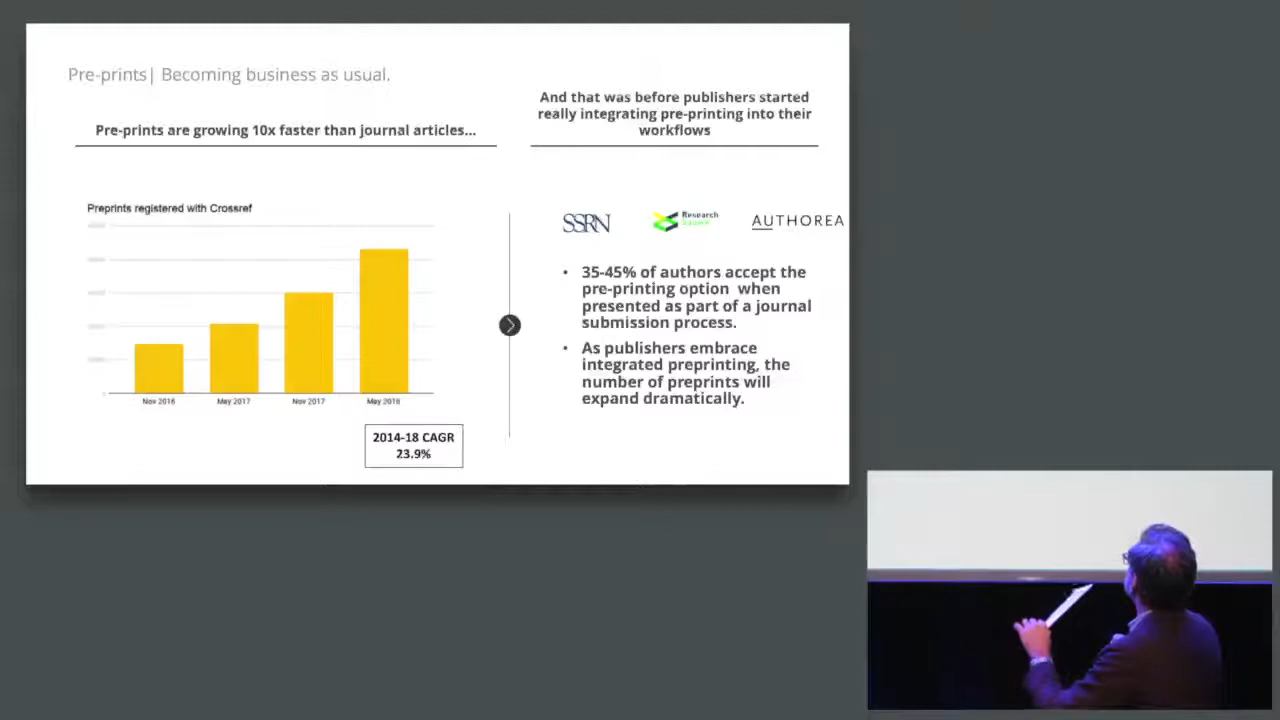 Pre-prints| Becoming business as usual.
Pre-prints are growing 10x faster than journal articles...
Preprints registered with Crossref
Nov 2016
May 2017
Nov 2017
May 2018
2014-18 CAGR
23.9%
And that was before publishers started
really integrating pre-printing into their
workflows
SSRN
Research
AUTHOREA
• 35-45% of authors accept the
pre-printing option when
presented as part of a journal
submission process.
• As publishers embrace
integrated preprinting, the
number of preprints will
expand dramatically.